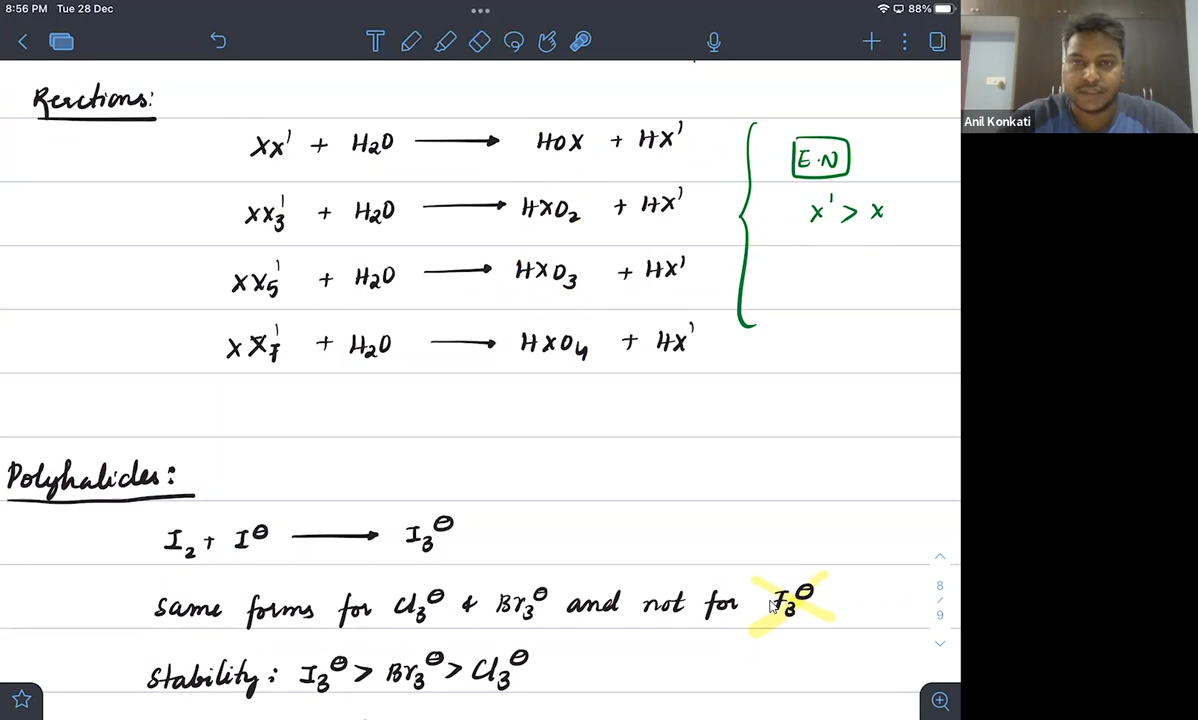 8:56 PM Tue 28 Dec
88%
Anil Konkati
Reactions:
XX' + H₂O ⟶ HOX + HX'
XX₃' + H₂O ⟶ HXO₂ + HX'
XX₅' + H₂O ⟶ HXO₃ + HX'
XX₇' + H₂O ⟶ HXO₄ + HX'
E.N
X' > X
Polyhalides:
I₂ + I⊖ ⟶ I₃⊖
Same forms for Cl₃⊖ & Br₃⊖ and not for F₃⊖
Stability: I₃⊖ > Br₃⊖ > Cl₃⊖
8
/
9